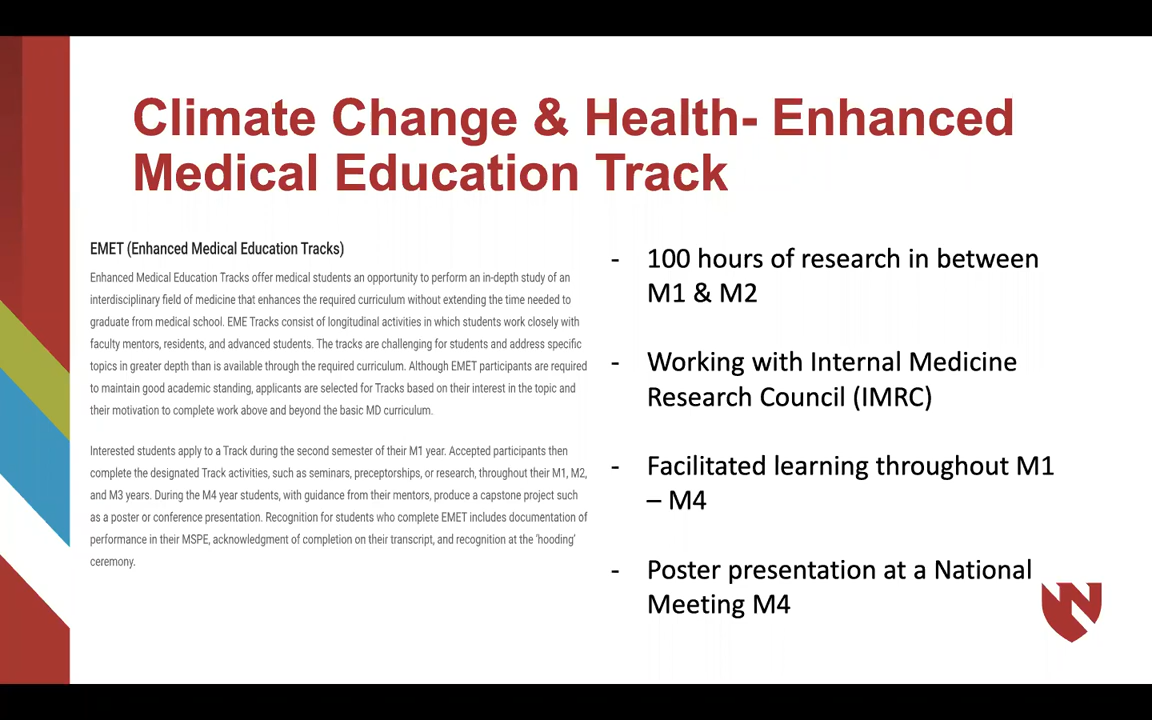 Climate Change & Health- Enhanced
Medical Education Track
EMET (Enhanced Medical Education Tracks)
Enhanced Medical Education Tracks offer medical students an opportunity to perform an in-depth study of an
interdisciplinary field of medicine that enhances the required curriculum without extending the time needed to
graduate from medical school. EME Tracks consist of longitudinal activities in which students work closely with
faculty mentors, residents, and advanced students. The tracks are challenging for students and address specific
topics in greater depth than is available through the required curriculum. Although EMET participants are required
to maintain good academic standing, applicants are selected for Tracks based on their interest in the topic and
their motivation to complete work above and beyond the basic MD curriculum.
Interested students apply to a Track during the second semester of their M1 year. Accepted participants then
complete the designated Track activities, such as seminars, preceptorships, or research, throughout their M1, M2,
and M3 years. During the M4 year students, with guidance from their mentors, produce a capstone project such
as a poster or conference presentation. Recognition for students who complete EMET includes documentation of
performance in their MSPE, acknowledgment of completion on their transcript, and recognition at the 'hooding'
ceremony.
- 100 hours of research in between
M1 & M2
- Working with Internal Medicine
Research Council (IMRC)
- Facilitated learning throughout M1
– M4
- Poster presentation at a National
Meeting M4
N